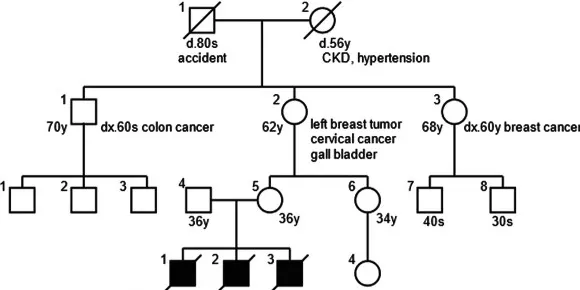 1 2
d.80s d.56y
accident CKD, hypertension
1 2 3
70y dx.60s colon cancer 62y left breast tumor 68y dx.60y breast cancer
cervical cancer
gall bladder
1 2 3 4 5 6 7 8
36y 36y 34y 40s 30s
1 2 3 4